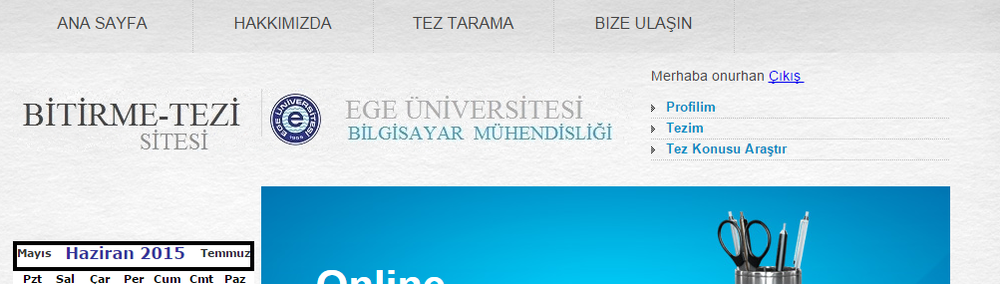 ANA SAYFA HAKKIMIZDA TEZ TARAMA BIZE ULAŞIN
Merhaba onurhan Çıkış
BİTİRME-TEZİ
SİTESİ
EGE ÜNİVERSİTESİ
1955
EGE ÜNİVERSİTESİ
BİLGİSAYAR MÜHENDİSLİĞİ
Profilim
Tezim
Tez Konusu Araştır
Mayıs Haziran 2015 Temmuz
Pzt Sal Çar Per Cum Cmt Paz
Online